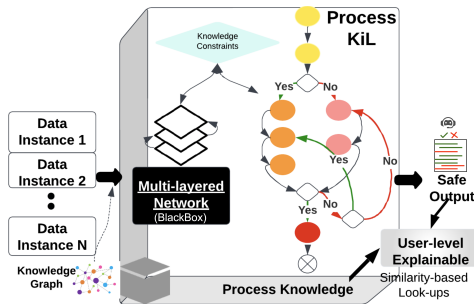 Process
KiL
Knowledge
Constraints
Yes
No
Data
Instance 1
Data
Instance 2
Data
Instance N
Multi-layered
Network
(BlackBox)
Yes
No
No
Yes
Safe
Output
Knowledge
Graph
User-level
Explainable
Similarity-based
Look-ups
Process Knowledge